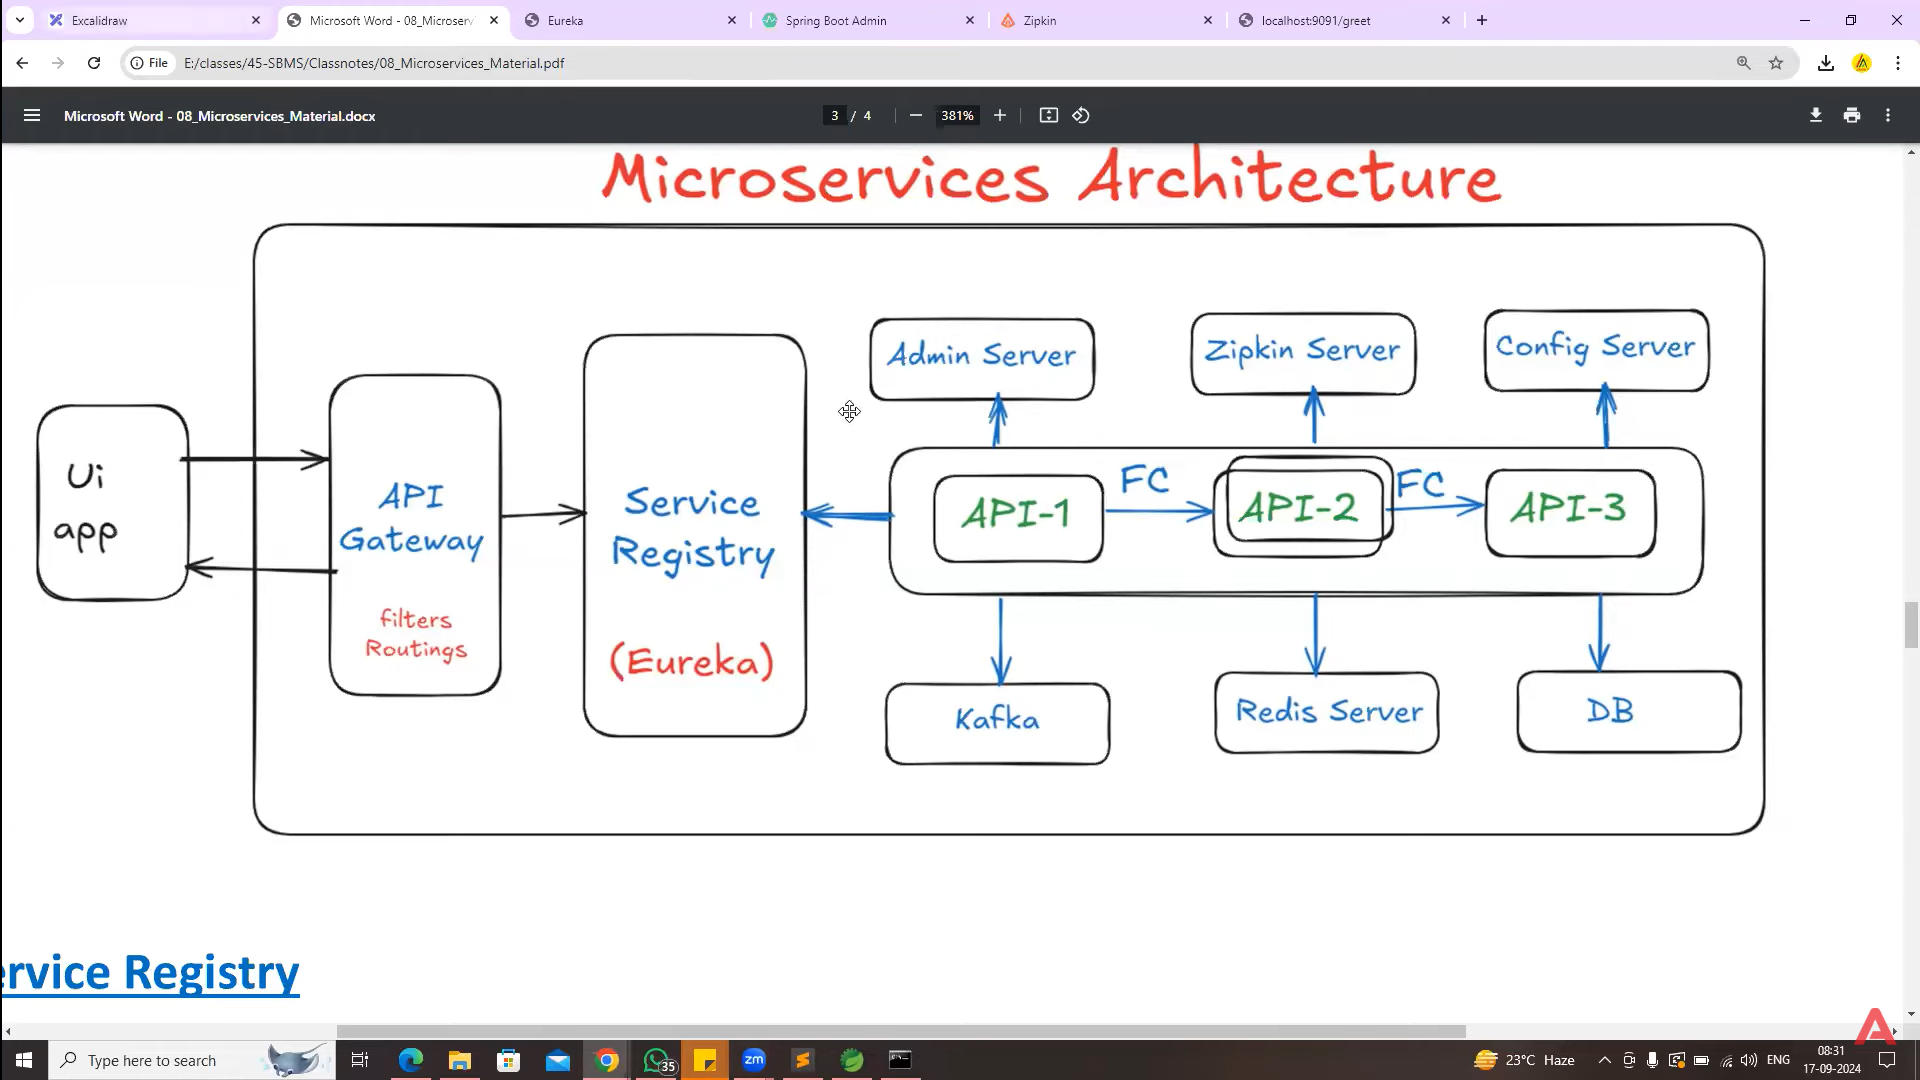 Excalidraw
Microsoft Word - 08_Microserv
Eureka
Spring Boot Admin
Zipkin
localhost:9091/greet
File
E:/classes/45-SBMS/Classnotes/08_Microservices_Material.pdf
Microsoft Word - 08_Microservices_Material.docx
3 / 4
381%
Microservices Architecture
Ui
app
API
Gateway
filters
Routings
Service
Registry
(Eureka)
Admin Server
Zipkin Server
Config Server
API-1
FC
API-2
FC
API-3
Kafka
Redis Server
DB
ervice Registry
Type here to search
35
zm
23°C Haze
ENG
08:31
17-09-2024